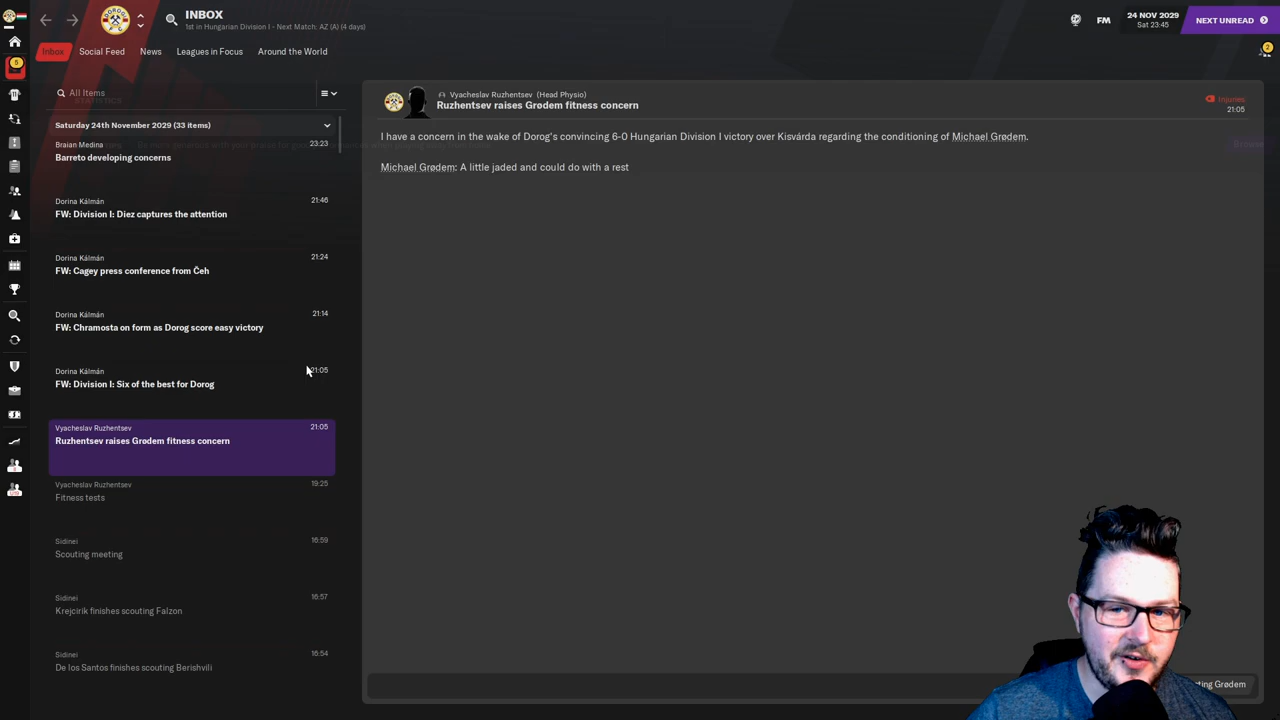 INBOX
1st in Hungarian Division I - Next Match: AZ (A) (4 days)
FM
24 NOV 2029
Sat 23:45
NEXT UNREAD
5
2
Inbox
Social Feed
News
Leagues in Focus
Around the World
All Items
STATISTICS
Saturday 24th November 2029 (33 items)
Braian Medina
23:23
Barreto developing concerns
Dorina Kálmán
21:46
FW: Division I: Diez captures the attention
Dorina Kálmán
21:24
FW: Cagey press conference from Čeh
Dorina Kálmán
21:14
FW: Chramosta on form as Dorog score easy victory
Dorina Kálmán
21:05
FW: Division I: Six of the best for Dorog
Vyacheslav Ruzhentsev
21:05
Ruzhentsev raises Grødem fitness concern
Vyacheslav Ruzhentsev
19:25
Fitness tests
Sidinei
16:59
Scouting meeting
Sidinei
16:57
Krejcirik finishes scouting Falzon
Sidinei
16:54
De los Santos finishes scouting Berishvili
Vyacheslav Ruzhentsev (Head Physio)
Ruzhentsev raises Grødem fitness concern
Injuries
21:05
I have a concern in the wake of Dorog's convincing 6-0 Hungarian Division I victory over Kisvárda regarding the conditioning of Michael Grødem.
Michael Grødem: A little jaded and could do with a rest
Grødem